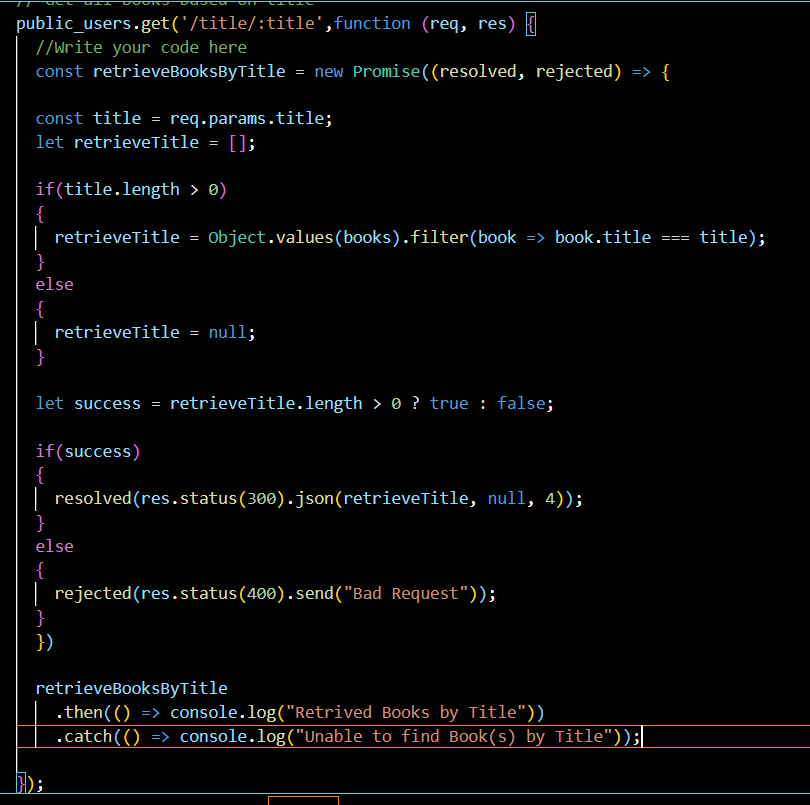 // Get all books based on title
public_users.get('/title/:title',function (req, res) {
//Write your code here
const retrieveBooksByTitle = new Promise((resolved, rejected) => {
const title = req.params.title;
let retrieveTitle = [];
if(title.length > 0)
{
retrieveTitle = Object.values(books).filter(book => book.title === title);
}
else
{
retrieveTitle = null;
}
let success = retrieveTitle.length > 0 ? true : false;
if(success)
{
resolved(res.status(300).json(retrieveTitle, null, 4));
}
else
{
rejected(res.status(400).send("Bad Request"));
}
})
retrieveBooksByTitle
.then(() => console.log("Retrived Books by Title"))
.catch(() => console.log("Unable to find Book(s) by Title"));
});